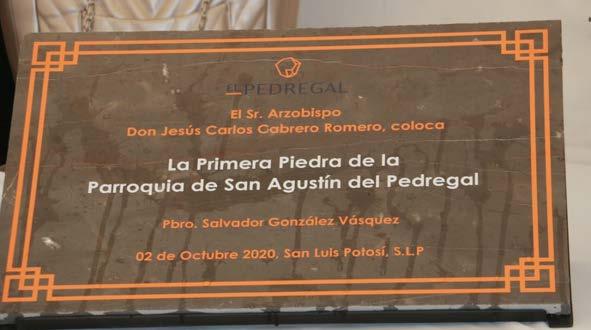 EL PEDREGAL
El Sr. Arzobispo
Don Jesús Carlos Cabrero Romero, coloca
La Primera Piedra de la
Parroquia de San Agustín del Pedregal
Pbro. Salvador González Vásquez
02 de Octubre 2020, San Luis Potosí, S.L.P